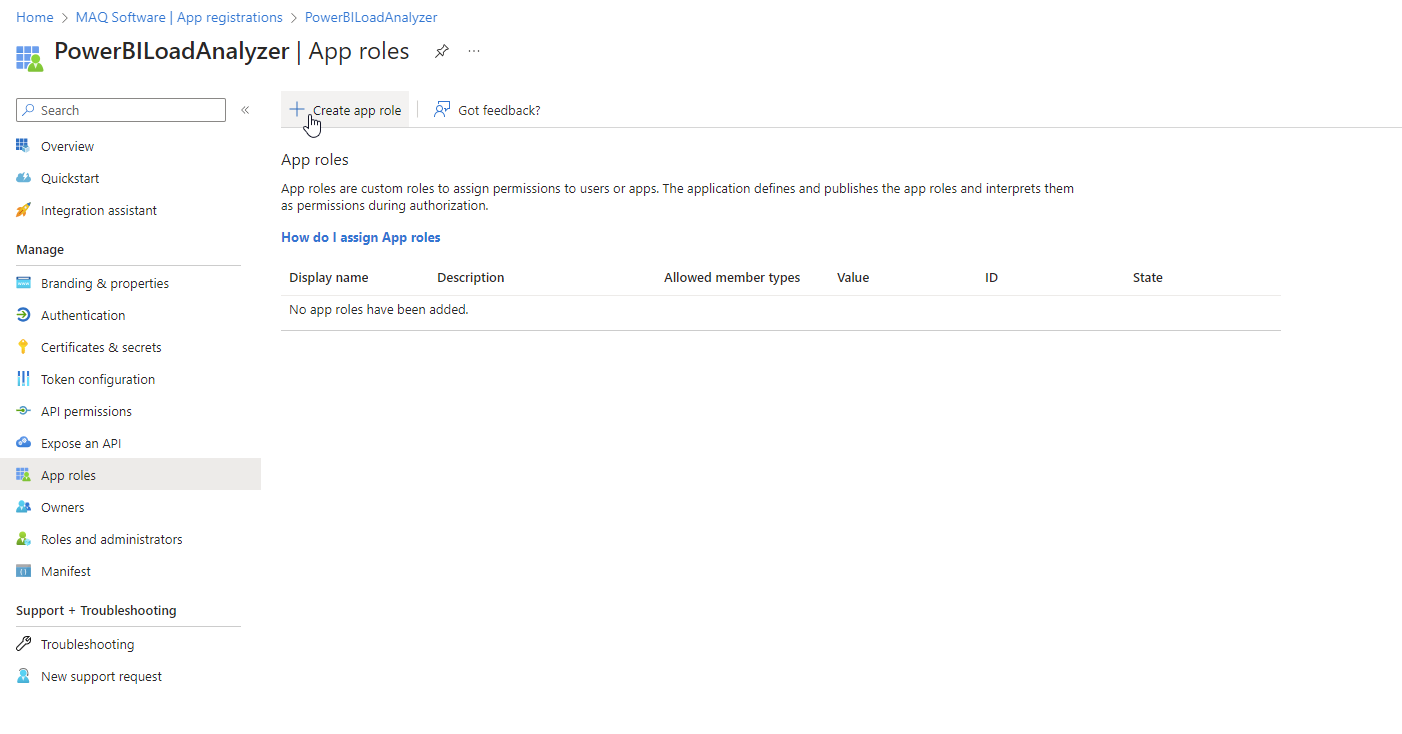 Home > MAQ Software | App registrations > PowerBILoadAnalyzer
PowerBILoadAnalyzer | App roles ...
Search «
Overview
Quickstart
Integration assistant
Manage
Branding & properties
Authentication
Certificates & secrets
Token configuration
API permissions
Expose an API
App roles
Owners
Roles and administrators
Manifest
Support + Troubleshooting
Troubleshooting
New support request
+ Create app role Got feedback?
App roles
App roles are custom roles to assign permissions to users or apps. The application defines and publishes the app roles and interprets them
as permissions during authorization.
How do I assign App roles
Display name Description Allowed member types Value ID State
No app roles have been added.